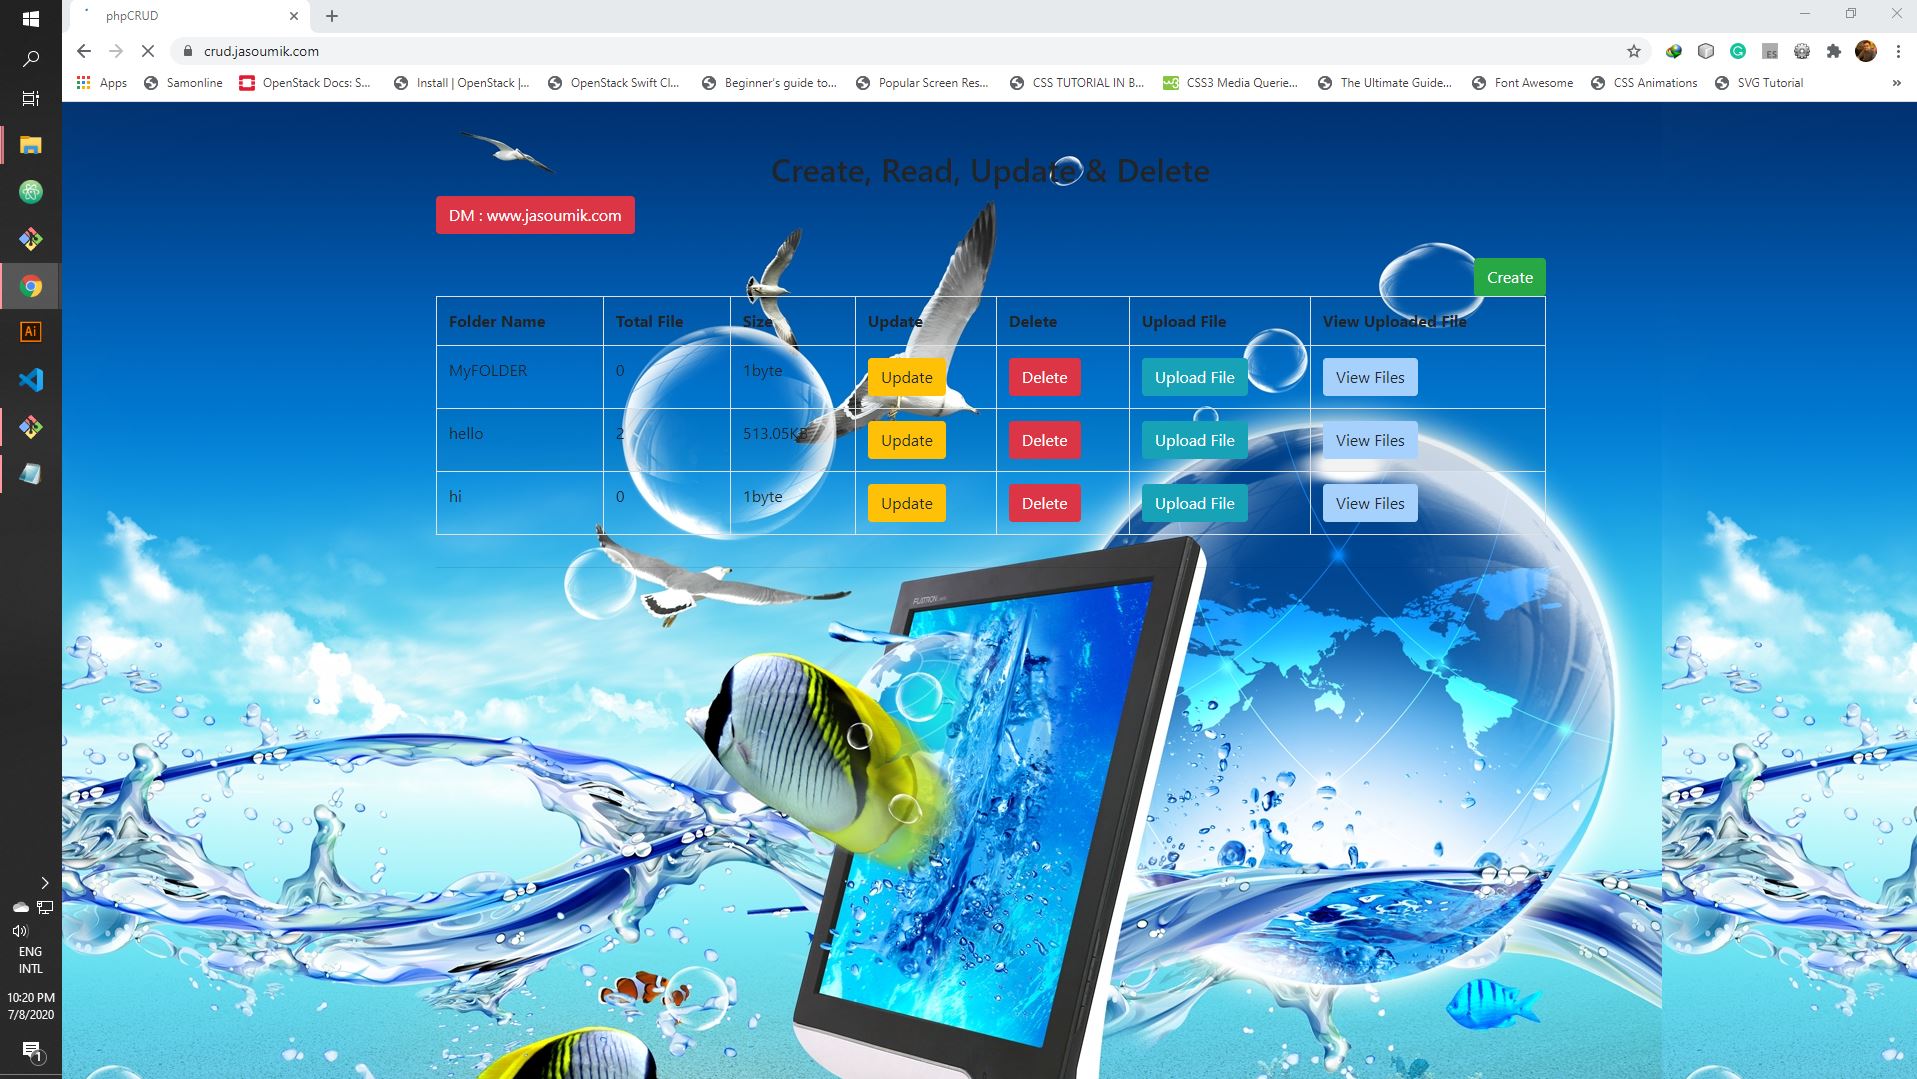 phpCRUD
crud.jasoumik.com
Apps Samonline OpenStack Docs: S... Install | OpenStack |... OpenStack Swift Cl... Beginner's guide to... Popular Screen Res... CSS TUTORIAL IN B... CSS3 Media Querie... The Ultimate Guide... Font Awesome CSS Animations SVG Tutorial »
Create, Read, Update & Delete
DM : www.jasoumik.com
Create
Folder Name Total File Size Update Delete Upload File View Uploaded File
MyFOLDER 0 1byte Update Delete Upload File View Files
hello 2 513.05KB Update Delete Upload File View Files
hi 0 1byte Update Delete Upload File View Files
FLATRON
Ai
ES
ENG
INTL
10:20 PM
7/8/2020
1